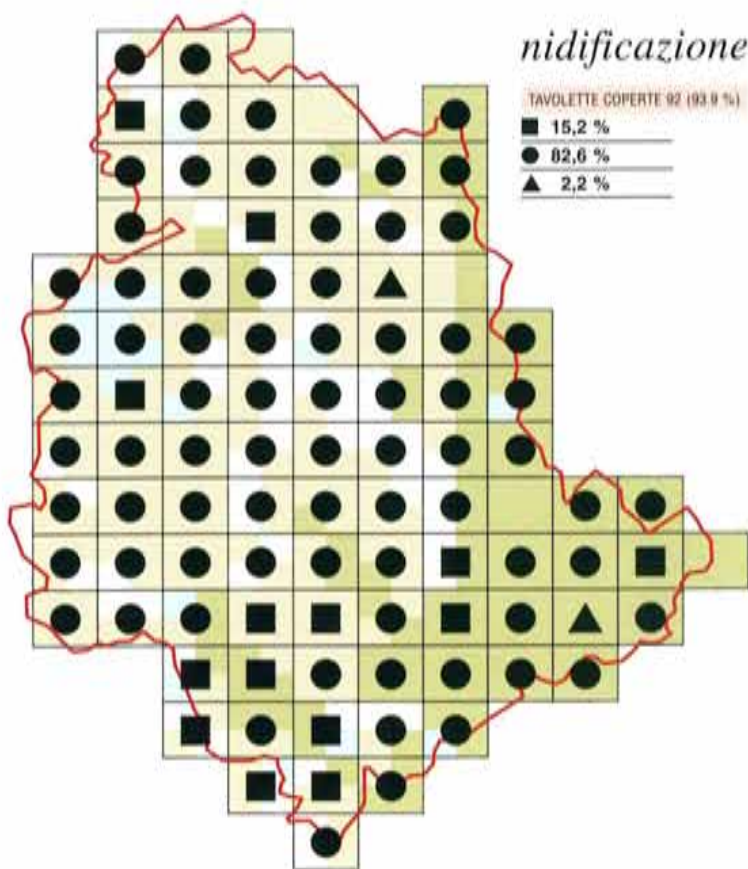 nidificazione
TAVOLETTE COPERTE 92 (93.9 %)
■ 15,2 %
● 82,6 %
▲ 2,2 %